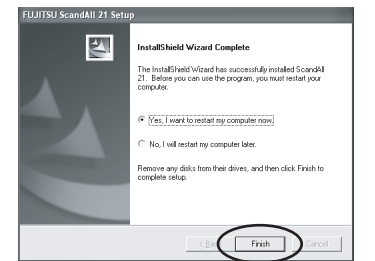 FUJITSU ScandAll 21 Setup
InstallShield Wizard Complete
The InstallShield Wizard has successfully installed ScandAll
21. Before you can use the program, you must restart your
computer.
Yes, I want to restart my computer now.
No, I will restart my computer later.
Remove any disks from their drives, and then click Finish to
complete setup.
Finish
Cancel